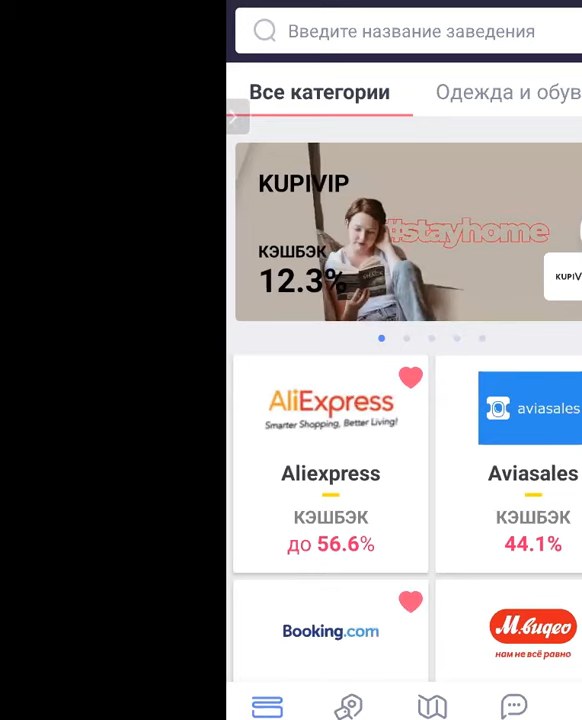 Введите название заведения
Все категории
Одежда и обув
KUPIVIP
#stayhome
КЭШБЭК
12.3%
KUPIV
AliExpress
Smarter Shopping, Better Living!
aviasales
Aliexpress
Aviasales
КЭШБЭК
КЭШБЭК
до 56.6%
44.1%
Booking.com
М.видео
нам не всё равно